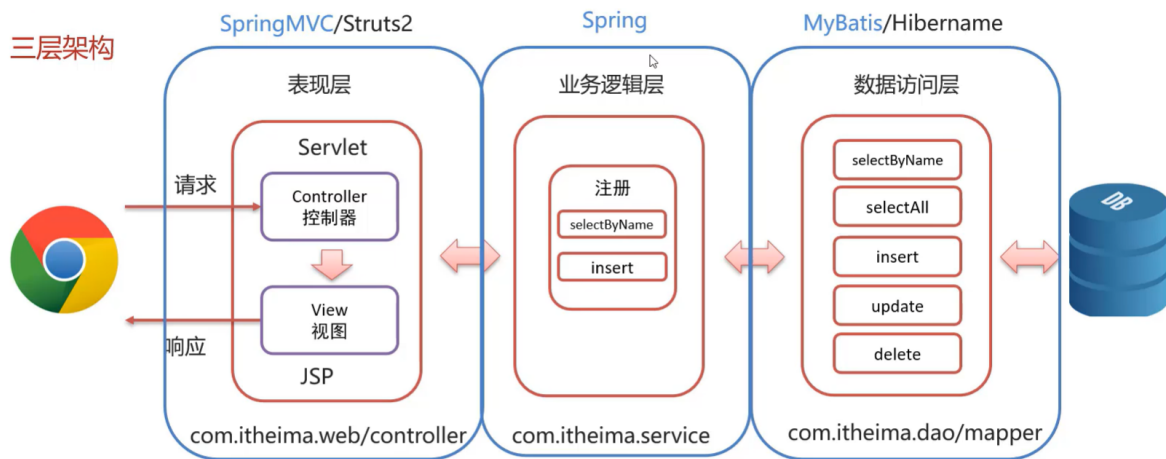 三层架构
SpringMVC/Struts2
表现层
Servlet
请求
Controller
控制器
View
视图
响应
JSP
com.itheima.web/controller
Spring
业务逻辑层
注册
selectByName
insert
com.itheima.service
MyBatis/Hibername
数据访问层
selectByName
selectAll
insert
update
delete
com.itheima.dao/mapper
DB